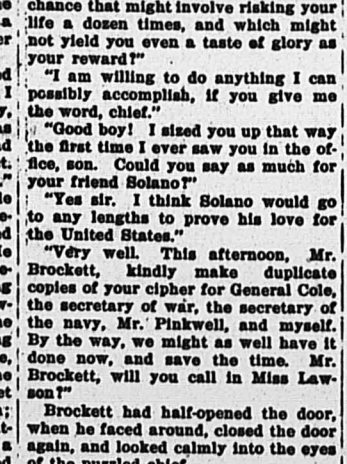 chance that might involve risking your
life a dozen times, and which might
not yield you even a taste of glory as
your reward?"
"I am willing to do anything I can
possibly accomplish, if you give me
the word, chief."
"Good boy! I sized you up that way
the first time I ever saw you in the of-
fice, son. Could you say as much for
your friend Solano?"
"Yes sir. I think Solano would go
to any lengths to prove his love for
the United States."
"Very well. This afternoon, Mr.
Brockett, kindly make duplicate
copies of your cipher for General Cole,
the secretary of war, the secretary of
the navy, Mr. Pinkwell, and myself.
By the way, we might as well have it
done now, and save the time. Mr.
Brockett, will you call in Miss Law-
son?"
Brockett had half-opened the door,
when he faced around, closed the door
again, and looked calmly into the eyes
of the puzzled chief.